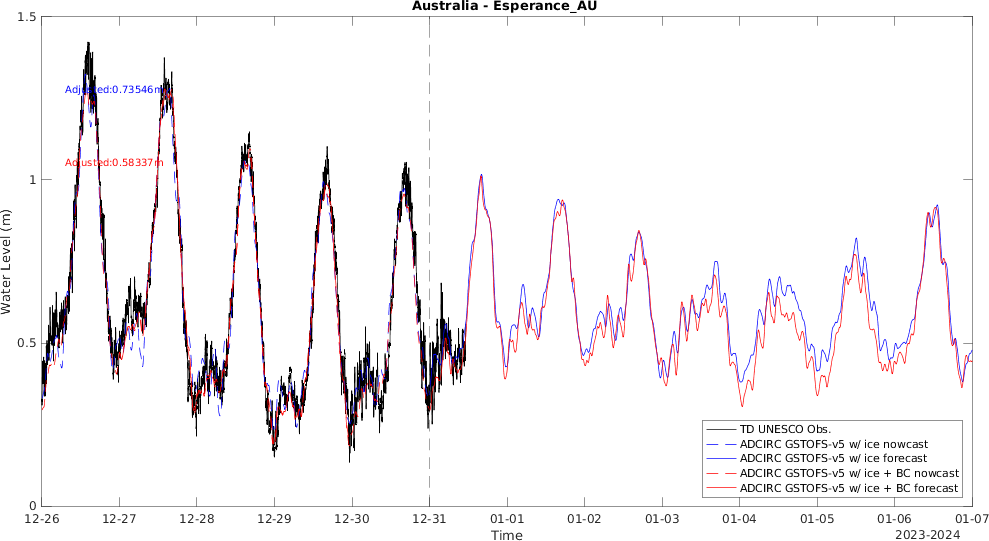 Australia - Esperance_AU
1.5
Adjusted:0.73546m
Adjusted:0.58337m
1
Water Level (m)
0.5
TD UNESCO Obs.
ADCIRC GSTOFS-v5 w/ ice nowcast
ADCIRC GSTOFS-v5 w/ ice forecast
ADCIRC GSTOFS-v5 w/ ice + BC nowcast
ADCIRC GSTOFS-v5 w/ ice + BC forecast
0
12-26 12-27 12-28 12-29 12-30 12-31 01-01 01-02 01-03 01-04 01-05 01-06 01-07
Time 2023-2024